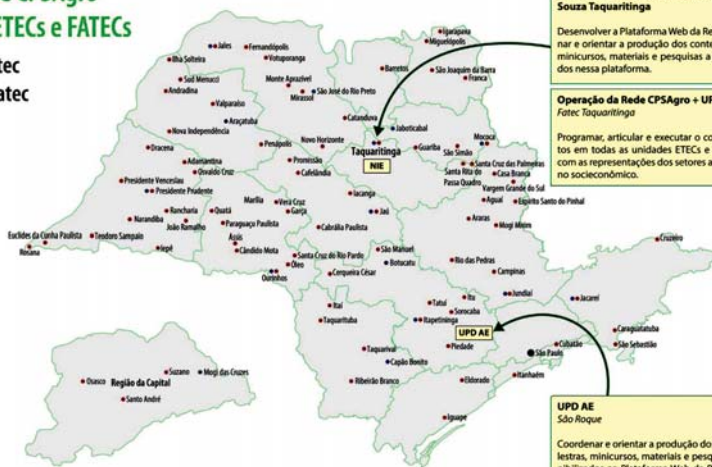 ETECs e FATECs
tec
atec
Souza Taquaritinga
Desenvolver a Plataforma Web da Re
nar e orientar a produção dos conte
minicursos, materiais e pesquisas a
dos nessa plataforma.
Operação da Rede CPSAgro + UP
Fatec Taquaritinga
Programar, articular e executar o co
tos em todas as unidades ETECs e
com as representações dos setores a
no socieconômico.
Igarapava
Miguelópolis
Jales
Fernandópolis
Votuporanga
Ilha Solteira
Barretos
São Joaquim da Barra
Franca
Sud Menucci
Andradina
Monte Aprazível
Mirassol
São José do Rio Preto
Valparaíso
Catanduva
Araçatuba
Jaboticabal
Nova Independência
Penápolis
Novo Horizonte
Taquaritinga
NIE
Guariba
São Simão
Mococa
Dracena
Adamantina
Osvaldo Cruz
Promissão
Cafelândia
Santa Cruz das Palmeiras
Santa Rita do
Passa Quatro
Casa Branca
Vargem Grande do Sul
Presidente Venceslau
Presidente Prudente
Iacanga
Aguaí
Espírito Santo do Pinhal
Marília
Vera Cruz
Garça
Jaú
Rancharia
Quatá
Narandiba
João Ramalho
Paraguaçu Paulista
Cabrália Paulista
Araras
Mogi Mirim
Euclides da Cunha Paulista
Teodoro Sampaio
Rosana
Iepê
Assis
Cândido Mota
Santa Cruz do Rio Pardo
Óleo
São Manuel
Botucatu
Cerqueira César
Ourinhos
Rio das Pedras
Campinas
Cruzeiro
Itaí
Taquarituba
Tatuí
Itu
Sorocaba
Itapetininga
Jundiaí
Jacareí
UPD AE
Piedade
Taquarivaí
Capão Bonito
Ribeirão Branco
São Paulo
Cubatão
Caraguatatuba
São Sebastião
Eldorado
Itanhaém
Iguape
Suzano
Mogi das Cruzes
Osasco
Região da Capital
Santo André
UPD AE
São Roque
Coordenar e orientar a produção do
lestras, minicursos, materiais e pesq